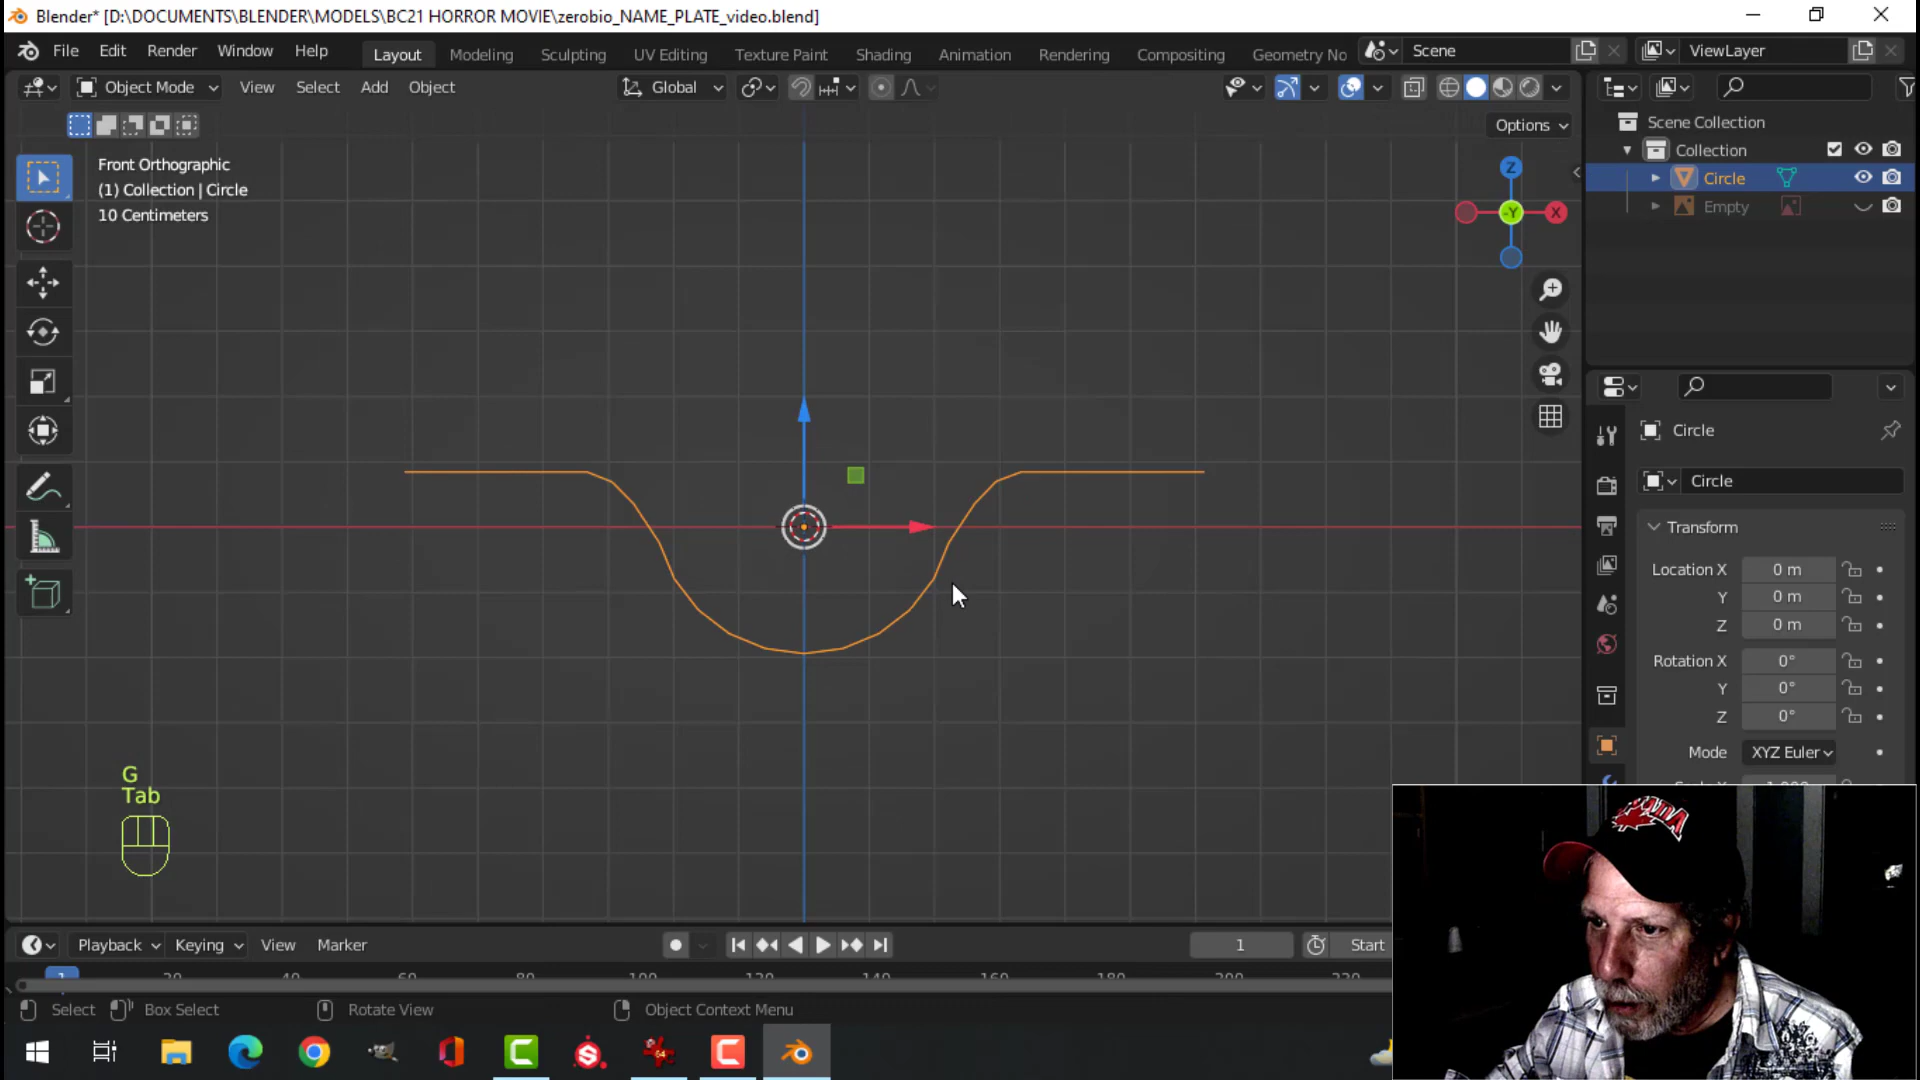 Blender* [D:\DOCUMENTS\BLENDER\MODELS\BC21 HORROR MOVIE\zerobio_NAME_PLATE_video.blend]
File Edit Render Window Help Layout Modeling Sculpting UV Editing Texture Paint Shading Animation Rendering Compositing Geometry No Scene ViewLayer
Object Mode View Select Add Object Global
Options
Scene Collection
Collection
Circle
Empty
Front Orthographic
(1) Collection | Circle
10 Centimeters
Z
-Y
X
Circle
Circle
Transform
Location X 0 m
Y 0 m
Z 0 m
Rotation X 0°
Y 0°
Z 0°
Mode XYZ Euler
G
Tab
Playback Keying View Marker 1 Start
1
Select Box Select Rotate View Object Context Menu